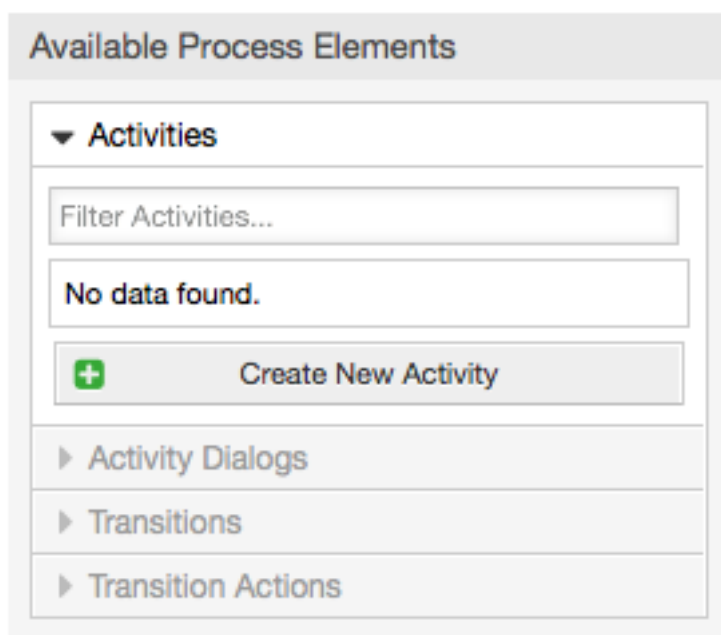 Available Process Elements
Activities
Filter Activities...
No data found.
Create New Activity
Activity Dialogs
Transitions
Transition Actions